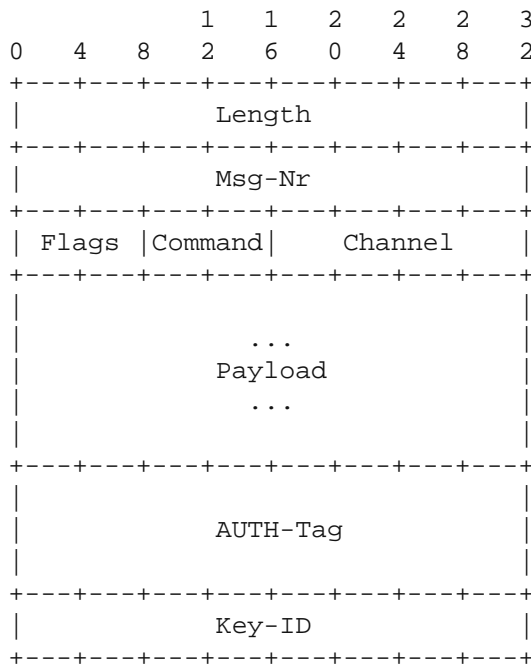 1   1   2   2   2   3
0   4   8   2   6   0   4   8   2
+---+---+---+---+---+---+---+---+
|            Length             |
+---+---+---+---+---+---+---+---+
|            Msg-Nr             |
+---+---+---+---+---+---+---+---+
| Flags |Command|    Channel    |
+---+---+---+---+---+---+---+---+
|                               |
|              ...              |
|            Payload            |
|              ...              |
|                               |
+---+---+---+---+---+---+---+---+
|                               |
|            AUTH-Tag           |
|                               |
+---+---+---+---+---+---+---+---+
|            Key-ID             |
+---+---+---+---+---+---+---+---+